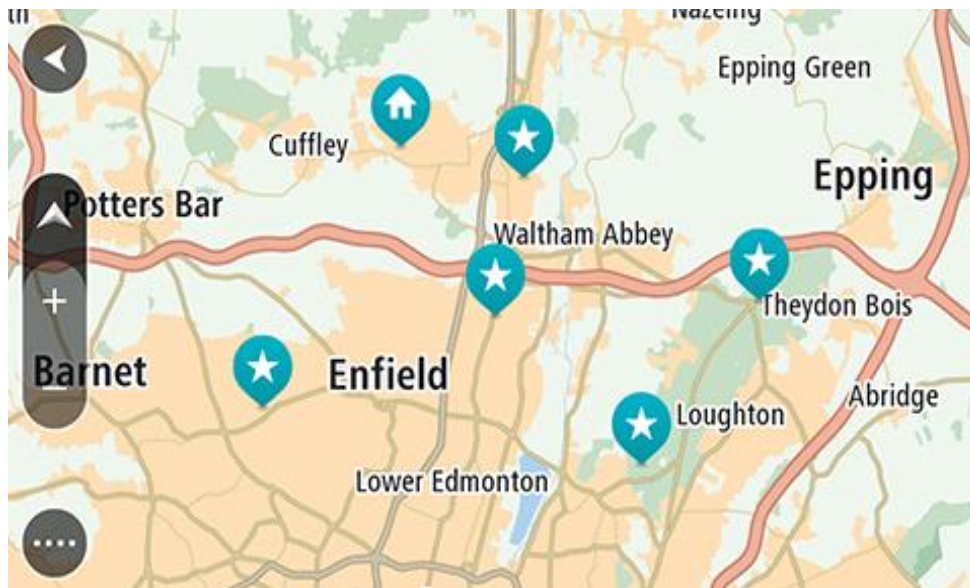 Nazeing
Epping Green
Cuffley
Epping
Potters Bar
Waltham Abbey
Theydon Bois
Barnet
Enfield
Abridge
Loughton
Lower Edmonton